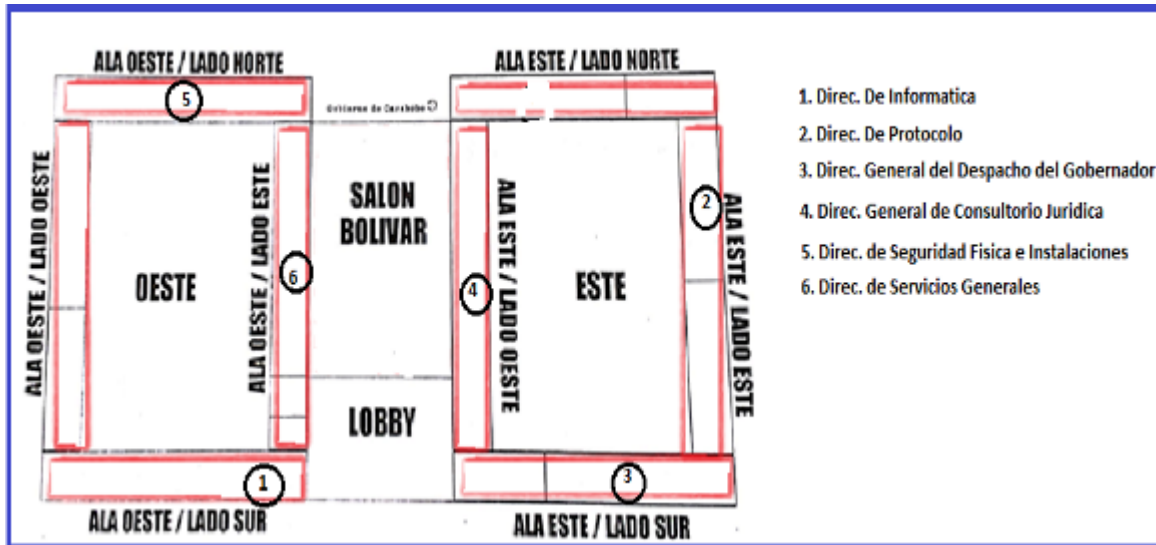 ALA OESTE / LADO NORTE
ALA ESTE / LADO NORTE
5
Gobierno de Carabobo
ALA OESTE / LADO OESTE
OESTE
ALA OESTE / LADO ESTE
6
SALON
BOLIVAR
LOBBY
4
ALA ESTE / LADO OESTE
ESTE
2
ALA ESTE / LADO ESTE
1
3
ALA OESTE / LADO SUR
ALA ESTE / LADO SUR
1. Direc. De Informatica
2. Direc. De Protocolo
3. Direc. General del Despacho del Gobernador
4. Direc. General de Consultorio Juridica
5. Direc. de Seguridad Fisica e Instalaciones
6. Direc. de Servicios Generales